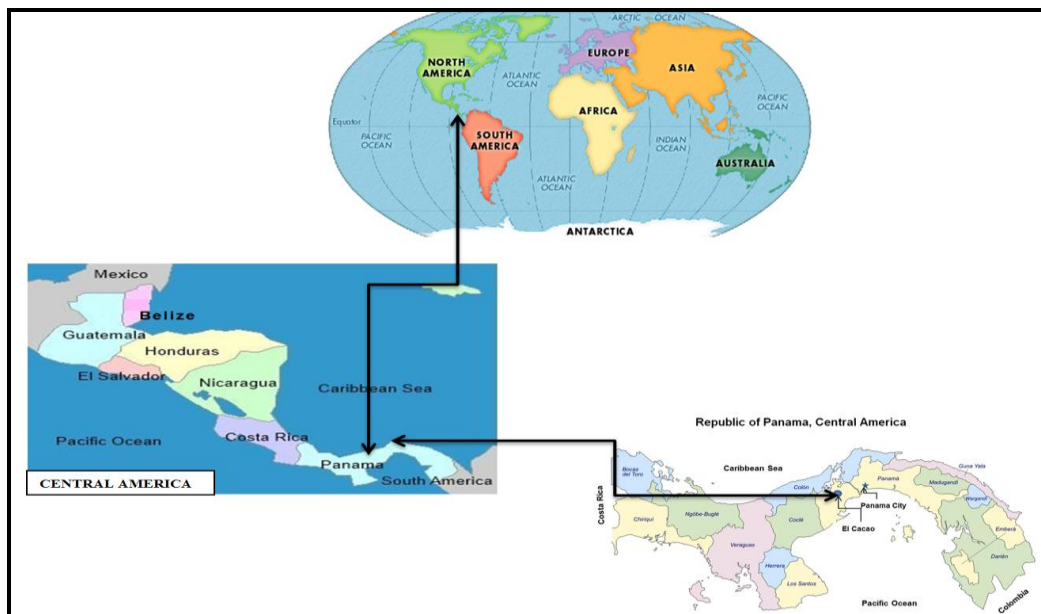 ARCTIC OCEAN
NORTH
AMERICA
EUROPE
ASIA
ATLANTIC
OCEAN
PACIFIC
OCEAN
AFRICA
Equator
PACIFIC
OCEAN
SOUTH
AMERICA
INDIAN
OCEAN
AUSTRALIA
ATLANTIC
OCEAN
ANTARCTICA
Mexico
Belize
Guatemala
Honduras
El Salvador
Nicaragua
Caribbean Sea
Pacific Ocean
Costa Rica
Panama
South America
CENTRAL AMERICA
Republic of Panama, Central America
Caribbean Sea
Bocas
del Toro
Guna Yala
Costa Rica
Colón
Panamá
Madugandí
Wargandí
Panama City
Chiriquí
Ngöbe-Buglé
Coclé
El Cacao
Emberá
Veraguas
Darién
Herrera
Los Santos
Pacific Ocean
Colombia